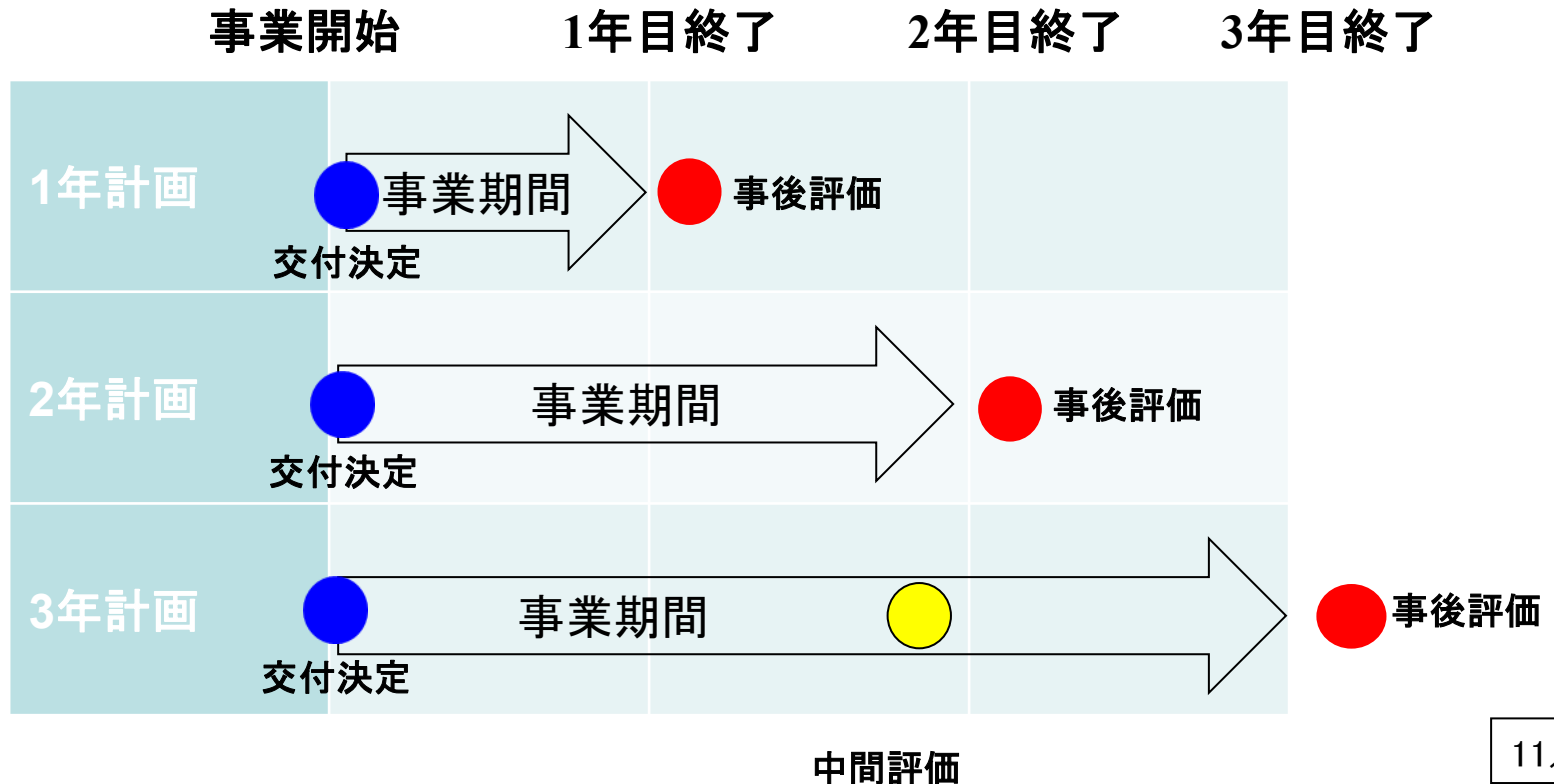 事業開始 1年目終了 2年目終了 3年目終了
1年計画
事業期間
事後評価
交付決定
2年計画
事業期間
事後評価
交付決定
3年計画
事業期間
事後評価
交付決定
中間評価
11